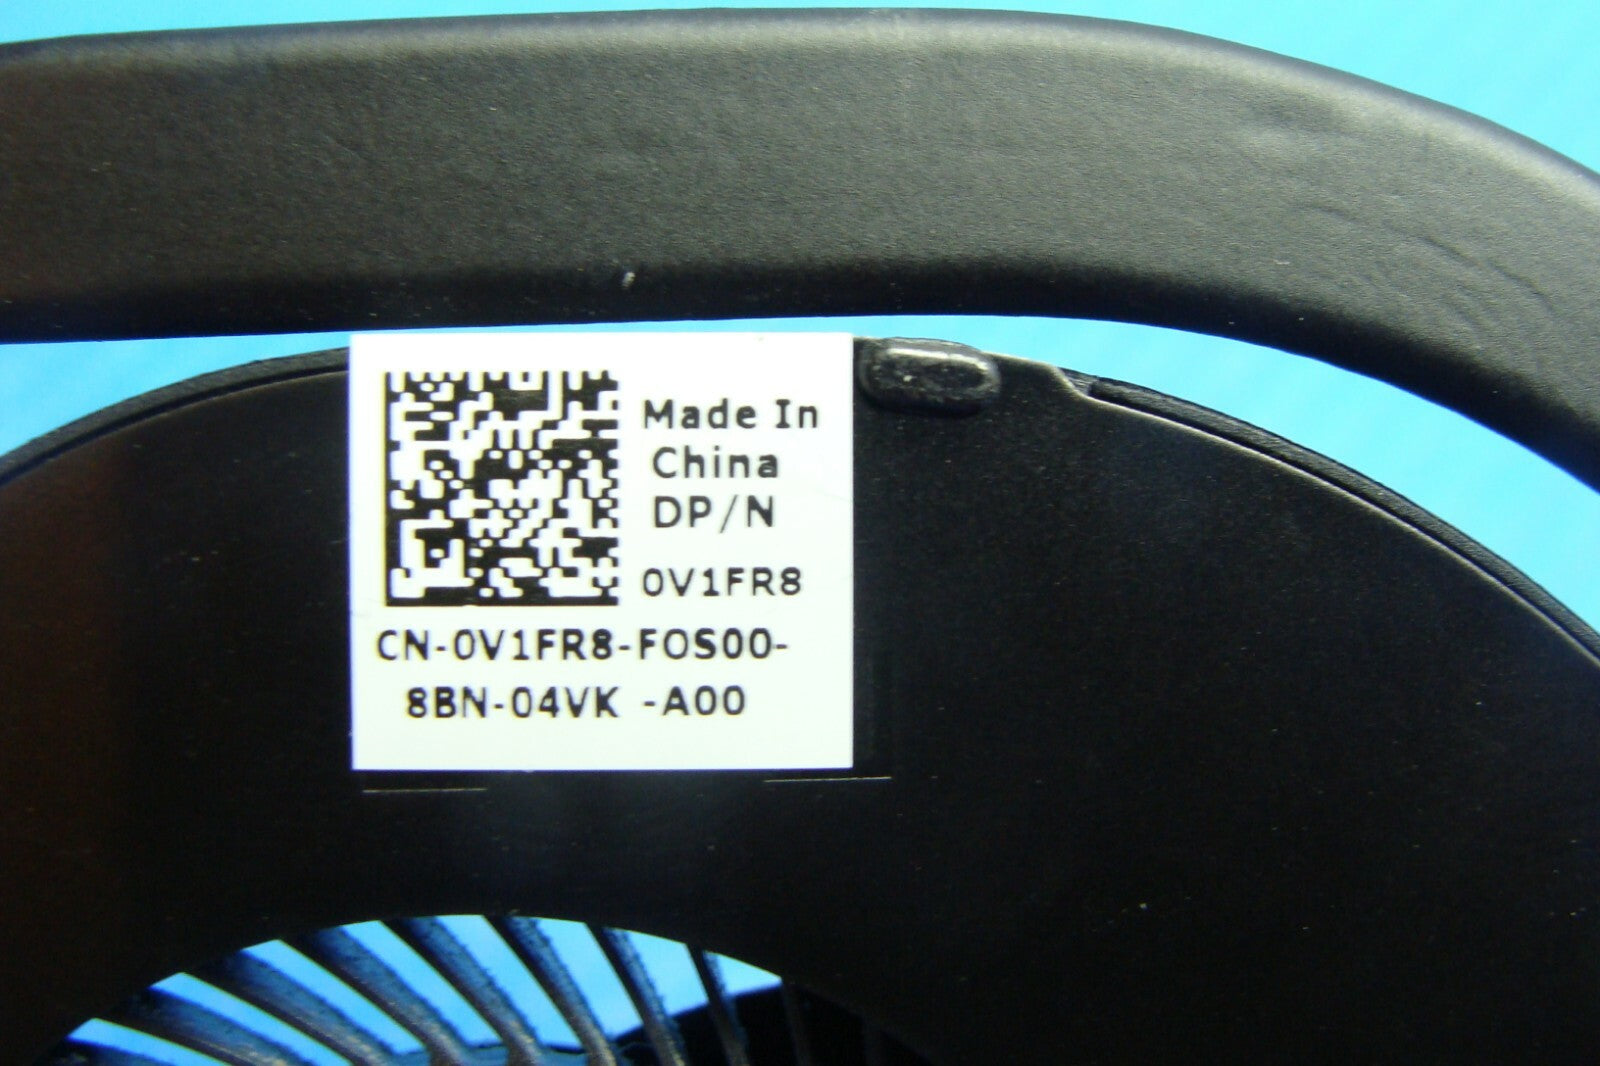 Made In
China
DP/N
0V1FR8
CN-0V1FR8-FOS00-
8BN-04VK -A00